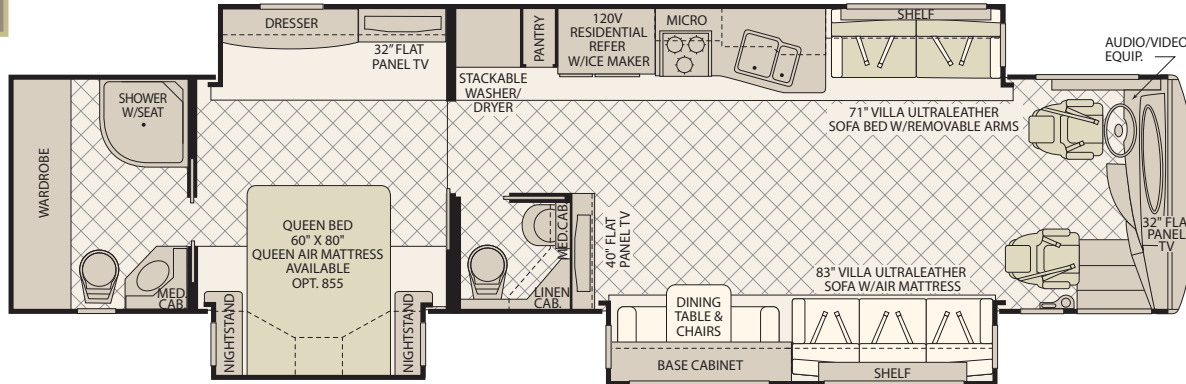 DRESSER
32" FLAT
PANEL TV
STACKABLE
WASHER/
DRYER
PANTRY
120V
RESIDENTIAL
REFER
W/ICE MAKER
MICRO
SHELF
AUDIO/VIDEO
EQUIP.
71" VILLA ULTRALEATHER
SOFA BED W/REMOVABLE ARMS
WARDROBE
SHOWER
W/SEAT
MED.
CAB.
QUEEN BED
60" X 80"
QUEEN AIR MATTRESS
AVAILABLE
OPT. 855
NIGHTSTAND
NIGHTSTAND
MED.CAB.
LINEN
CAB.
40" FLAT
PANEL TV
DINING
TABLE &
CHAIRS
BASE CABINET
83" VILLA ULTRALEATHER
SOFA W/AIR MATTRESS
SHELF
32" FLA
PANEL
TV